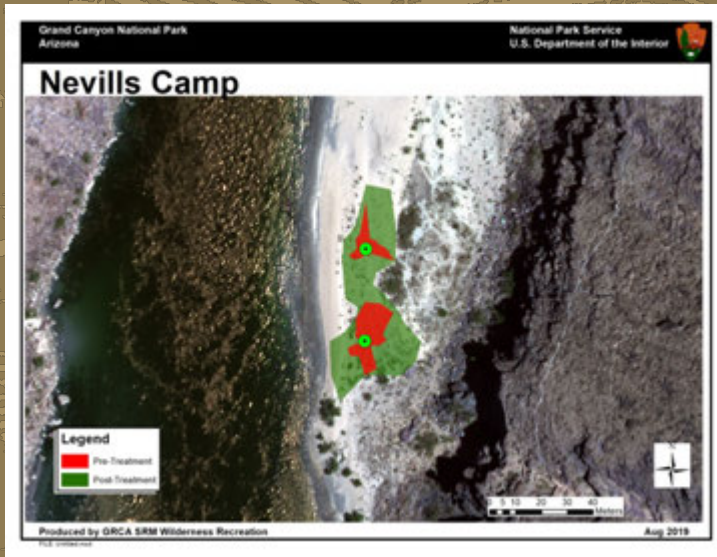 Grand Canyon National Park
Arizona
National Park Service
U.S. Department of the Interior
Nevills Camp
Legend
Pre-Treatment
Post-Treatment
0 5 10 20 30 40
Meters
Produced by GRCA SRM Wilderness Recreation
Aug 2019